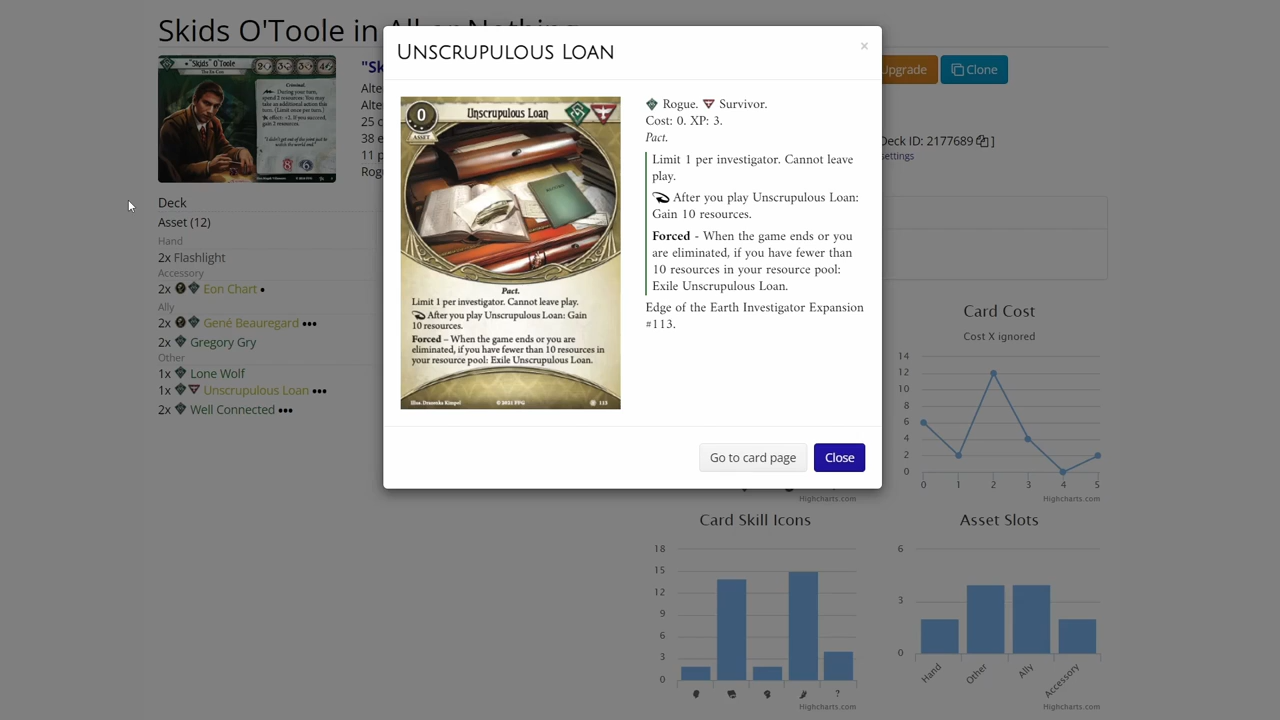 Skids O'Toole in All or Nothing
UNSCRUPULOUS LOAN
×
Upgrade
Clone
"Skids" O'Toole
"Sk
Alte
Alte
25 c
38 e
11 p
Rog
Deck ID: 2177689 ]
settings
Rogue. Survivor.
Cost: 0. XP: 3.
Pact.
Limit 1 per investigator. Cannot leave
play.
After you play Unscrupulous Loan:
Gain 10 resources.
Forced - When the game ends or you
are eliminated, if you have fewer than
10 resources in your resource pool:
Exile Unscrupulous Loan.
Edge of the Earth Investigator Expansion
#113.
0
ASSET
Unscrupulous Loan
Pact.
Limit 1 per investigator. Cannot leave play.
After you play Unscrupulous Loan: Gain
10 resources.
Forced – When the game ends or you are
eliminated, if you have fewer than 10 resources in
your resource pool: Exile Unscrupulous Loan.
Illus. Drazenka Kimpel
© 2021 FFG
113
Go to card page
Close
Deck
Asset (12)
Hand
2x Flashlight
Accessory
2x Eon Chart •
Ally
2x Gené Beauregard •••
2x Gregory Gry
Other
1x Lone Wolf
1x Unscrupulous Loan •••
2x Well Connected •••
Card Cost
Cost X ignored
14
12
10
8
6
4
2
0
0 1 2 3 4 5
Highcharts.com
Highcharts.com
Card Skill Icons
18
15
12
9
6
3
0
?
Highcharts.com
Asset Slots
6
3
0
Hand
Other
Ally
Accessory
Highcharts.com